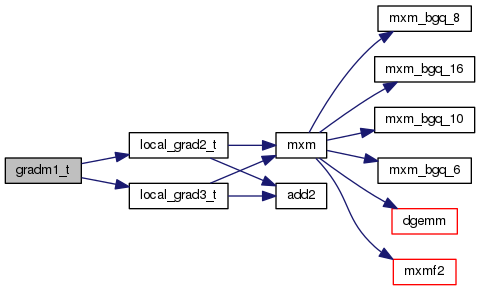 gradm1_t
local_grad2_t
local_grad3_t
mxm
add2
mxm_bgq_8
mxm_bgq_16
mxm_bgq_10
mxm_bgq_6
dgemm
mxmf2